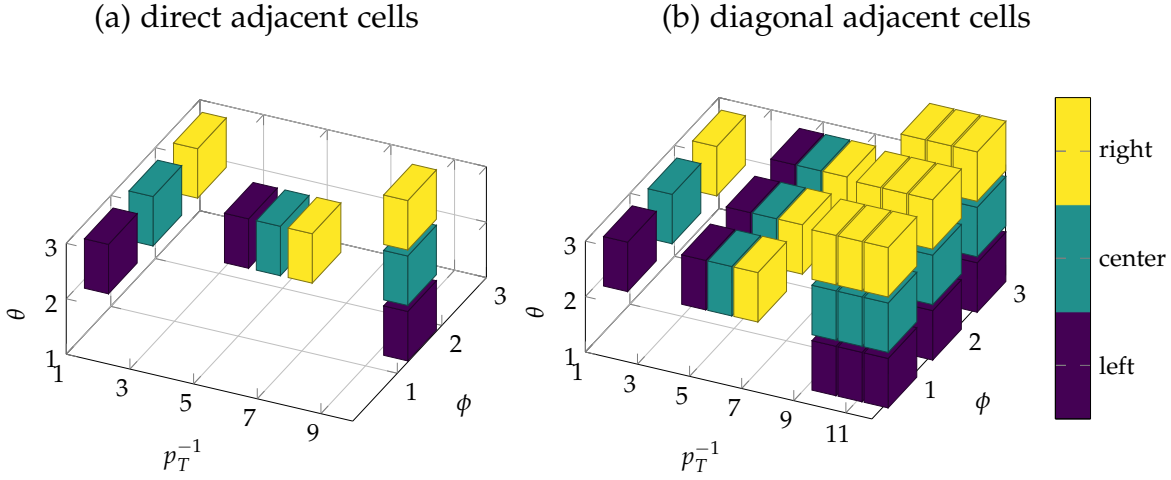 (a) direct adjacent cells
(b) diagonal adjacent cells
3
2
1
θ
1
3
5
7
9
p_T^{-1}
1
2
3
ϕ
3
2
1
θ
1
3
5
7
9
11
p_T^{-1}
1
2
3
ϕ
right
center
left